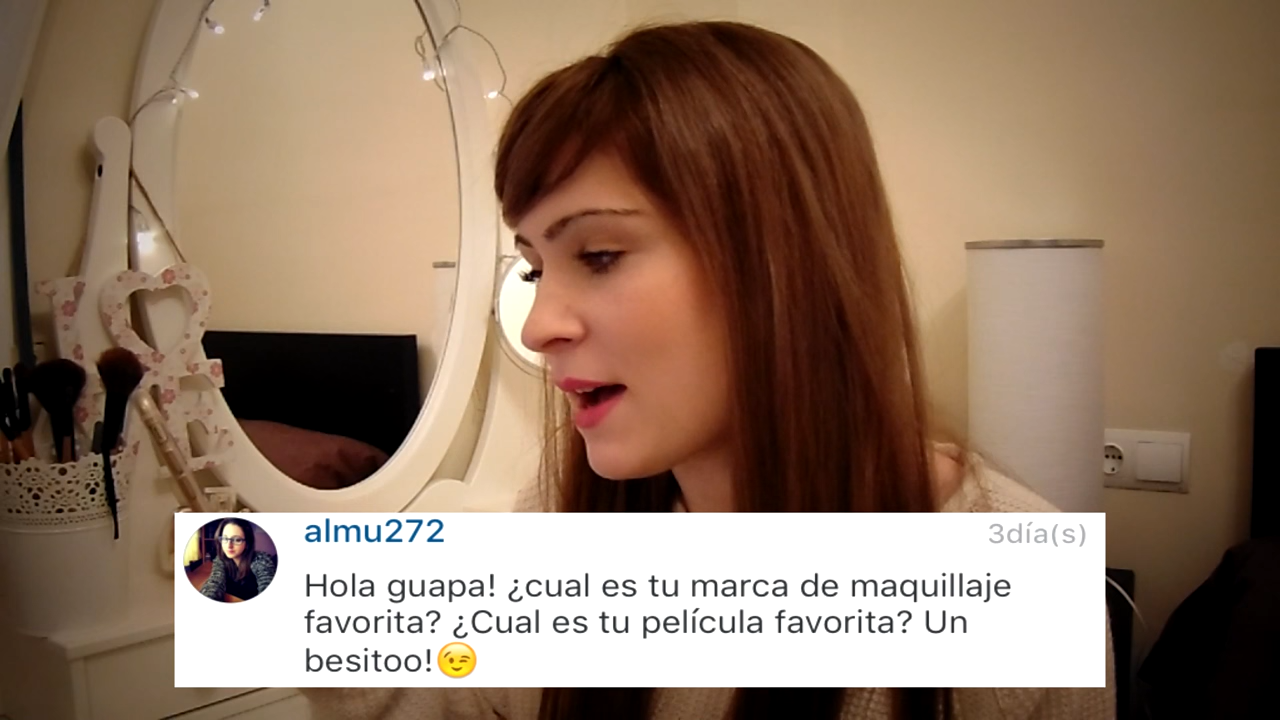 almu272
3día(s)
Hola guapa! ¿cual es tu marca de maquillaje
favorita? ¿Cual es tu película favorita? Un
besitoo!😉